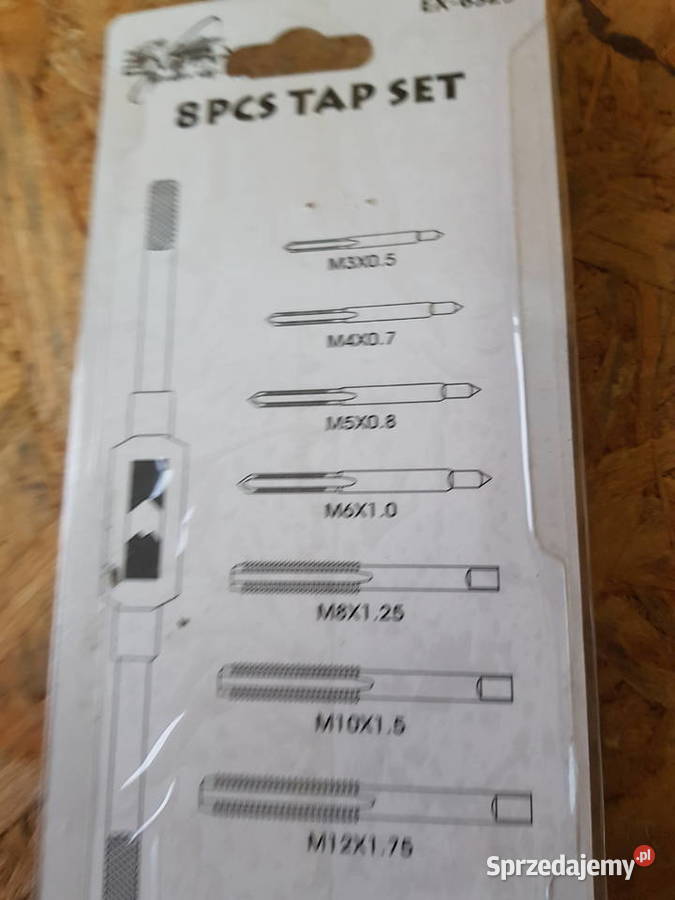 8PCS TAP SET
M3X0.5
M4X0.7
M5X0.8
M6X1.0
M8X1.25
M10X1.5
M12X1.75
Sprzedajemy.pl